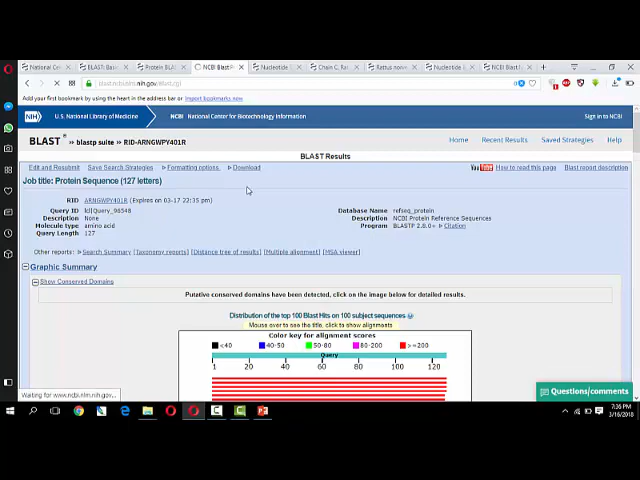 National Ce
BLAST: Bas
Protein BLA
NCBI Blast Pr
Nucleotide
Chain C, Ra
Rattus norve
Nucleotide
NCBI Blast
blast.ncbi.nlm.nih.gov/Blast.cgi
Add your first bookmark by using the heart in the address bar or Import bookmarks now
NIH U.S. National Library of Medicine NCBI National Center for Biotechnology Information Sign in to NCBI
BLAST ® » blastp suite » RID-ARNGWPY401R Home Recent Results Saved Strategies Help
BLAST Results
Edit and Resubmit Save Search Strategies Formatting options Download YouTube How to read this page Blast report description
Job title: Protein Sequence (127 letters)
RID ARNGWPY401R (Expires on 03-17 22:35 pm)
Query ID lcl|Query_98548 Database Name refseq_protein
Description None Description NCBI Protein Reference Sequences
Molecule type amino acid Program BLASTP 2.8.0+ Citation
Query Length 127
Other reports: Search Summary [Taxonomy reports] [Distance tree of results] [Multiple alignment] [MSA viewer]
Graphic Summary
Show Conserved Domains
Putative conserved domains have been detected, click on the image below for detailed results.
Distribution of the top 100 Blast Hits on 100 subject sequences
Mouse over to see the title, click to show alignments
Color key for alignment scores
<40 40-50 50-80 80-200 >=200
Query
1 20 40 60 80 100 120
Questions/comments
Waiting for www.ncbi.nlm.nih.gov...
7:36 PM
3/16/2018